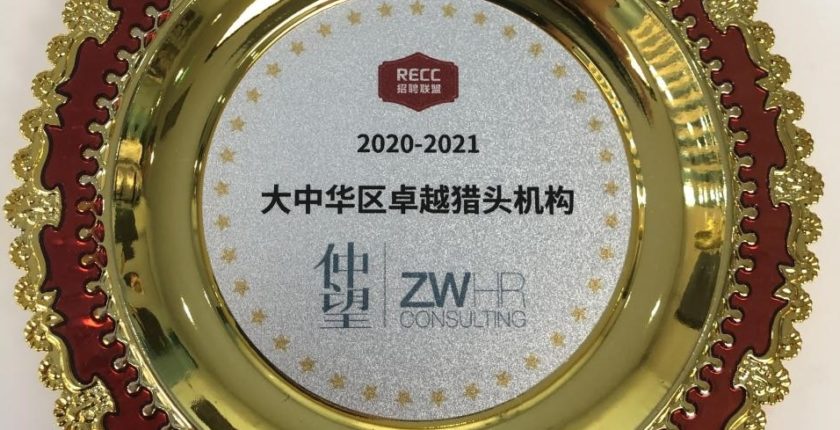 RECC
招聘联盟
2020-2021
大中华区卓越猎头机构
仲望
ZWHR
CONSULTING